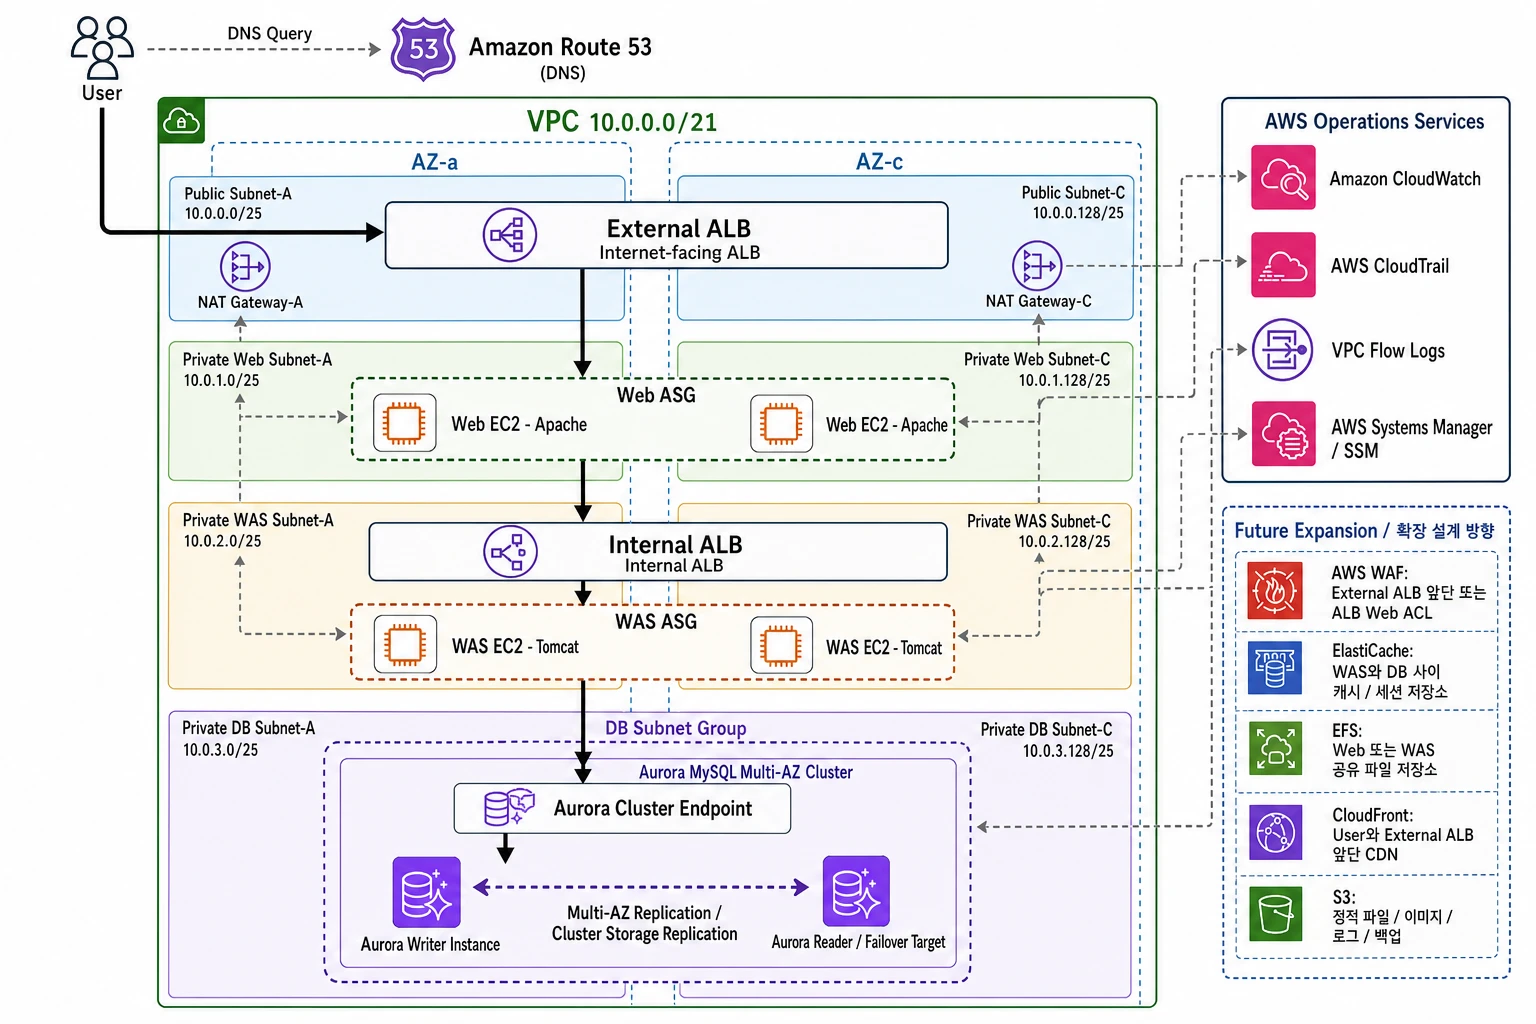 DNS Query
53
Amazon Route 53
(DNS)
User
VPC 10.0.0.0/21
AZ-a
AZ-c
Public Subnet-A
10.0.0.0/25
Public Subnet-C
10.0.0.128/25
External ALB
Internet-facing ALB
NAT Gateway-A
NAT Gateway-C
Private Web Subnet-A
10.0.1.0/25
Private Web Subnet-C
10.0.1.128/25
Web ASG
Web EC2 - Apache
Web EC2 - Apache
Private WAS Subnet-A
10.0.2.0/25
Private WAS Subnet-C
10.0.2.128/25
Internal ALB
Internal ALB
WAS ASG
WAS EC2 - Tomcat
WAS EC2 - Tomcat
Private DB Subnet-A
10.0.3.0/25
DB Subnet Group
Private DB Subnet-C
10.0.3.128/25
Aurora MySQL Multi-AZ Cluster
Aurora Cluster Endpoint
Multi-AZ Replication /
Cluster Storage Replication
Aurora Writer Instance
Aurora Reader / Failover Target
AWS Operations Services
Amazon CloudWatch
AWS CloudTrail
VPC Flow Logs
AWS Systems Manager
/ SSM
Future Expansion / 확장 설계 방향
AWS WAF:
External ALB 앞단 또는
ALB Web ACL
ElastiCache:
WAS와 DB 사이
캐시 / 세션 저장소
EFS:
Web 또는 WAS
공유 파일 저장소
CloudFront:
User와 External ALB
앞단 CDN
S3:
정적 파일 / 이미지 /
로그 / 백업